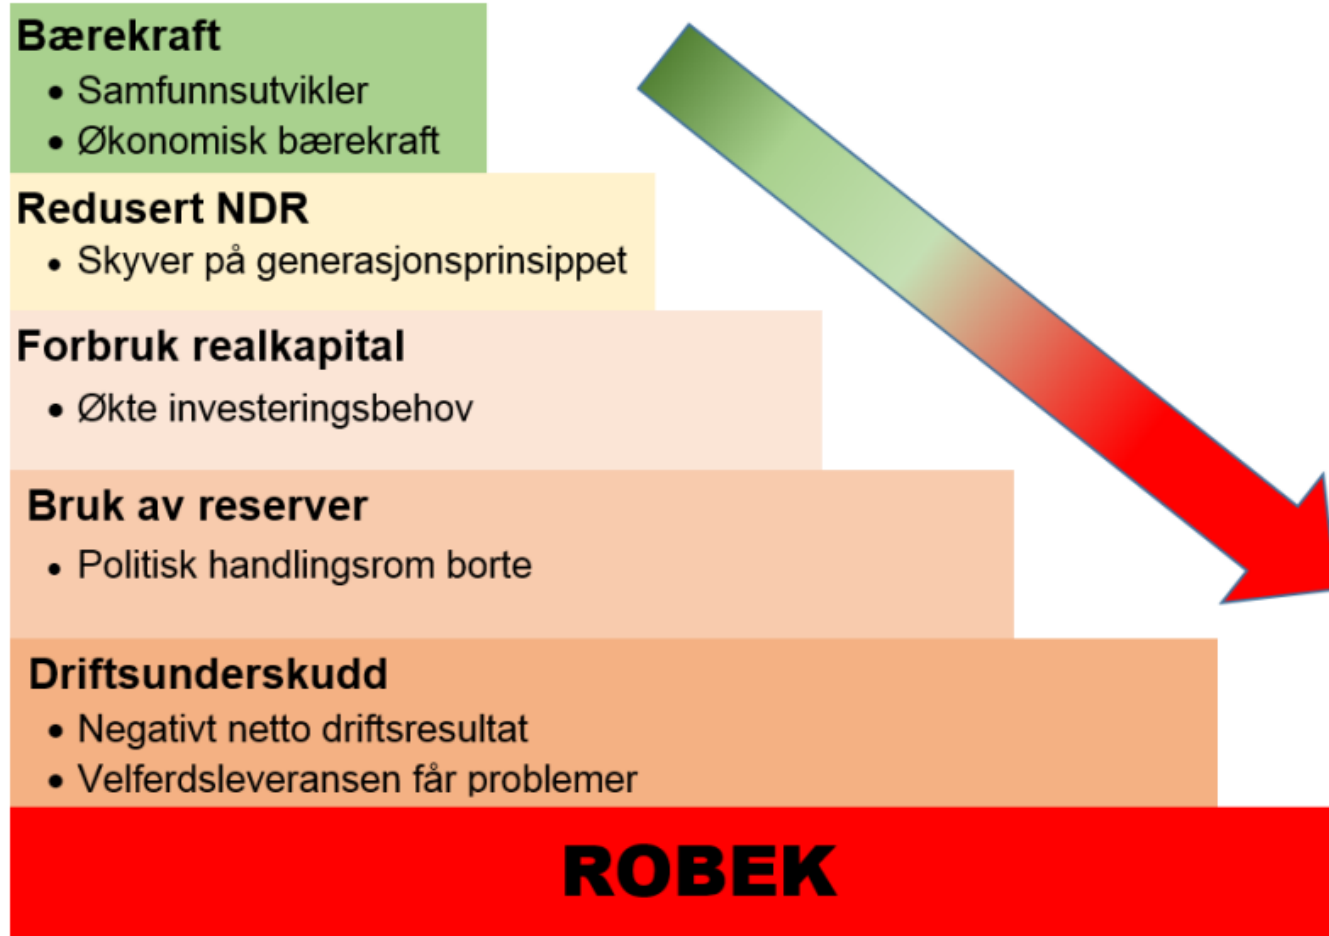 Bærekraft
• Samfunnsutvikler
• Økonomisk bærekraft
Redusert NDR
• Skyver på generasjonsprinsippet
Forbruk realkapital
• Økte investeringsbehov
Bruk av reserver
• Politisk handlingsrom borte
Driftsunderskudd
• Negativt netto driftsresultat
• Velferdsleveransen får problemer
ROBEK